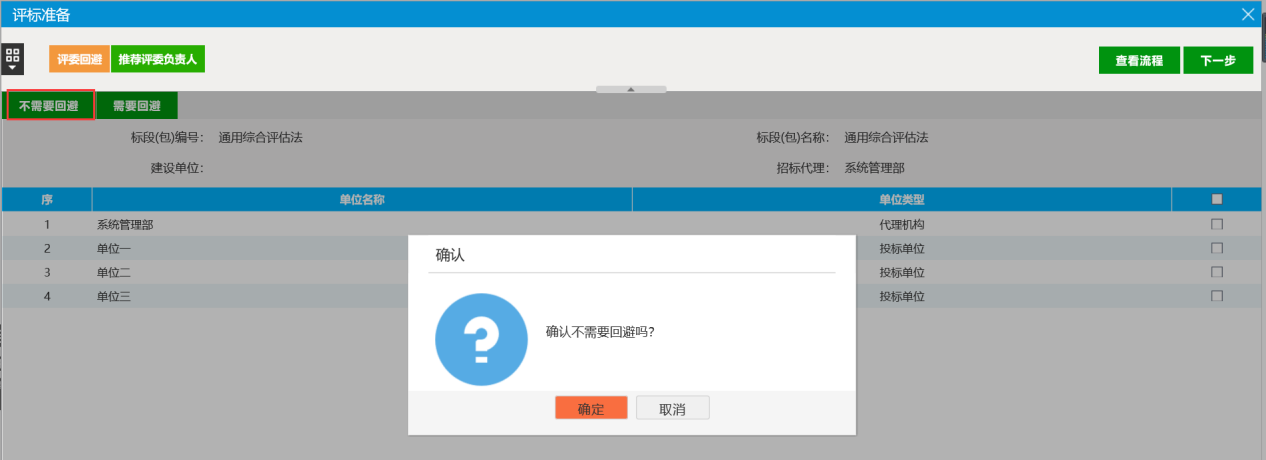 评标准备
评委回避 推荐评委负责人 查看流程 下一步
不需要回避 需要回避
标段(包)编号： 通用综合评估法 标段(包)名称： 通用综合评估法
建设单位： 招标代理： 系统管理部
序 单位名称 单位类型
1 系统管理部 代理机构
2 单位一 投标单位
3 单位二 投标单位
4 单位三 投标单位
确认
确认不需要回避吗？
确定 取消